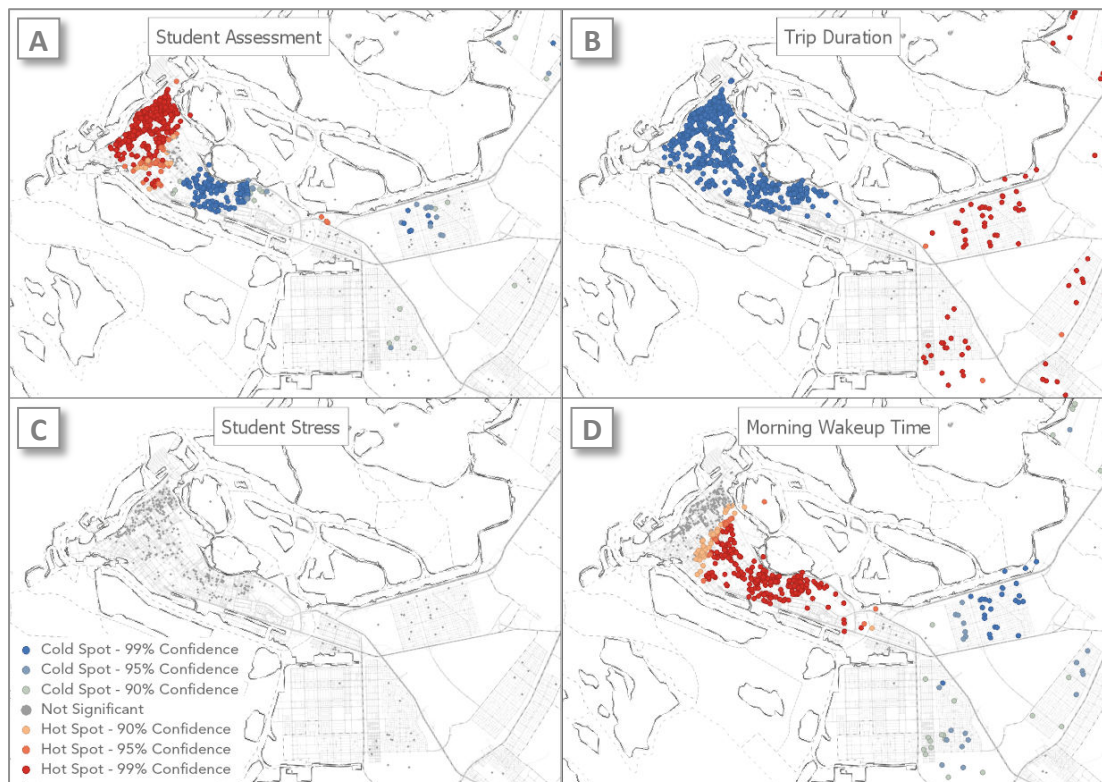 A
Student Assessment
B
Trip Duration
C
Student Stress
D
Morning Wakeup Time
Cold Spot - 99% Confidence
Cold Spot - 95% Confidence
Cold Spot - 90% Confidence
Not Significant
Hot Spot - 90% Confidence
Hot Spot - 95% Confidence
Hot Spot - 99% Confidence